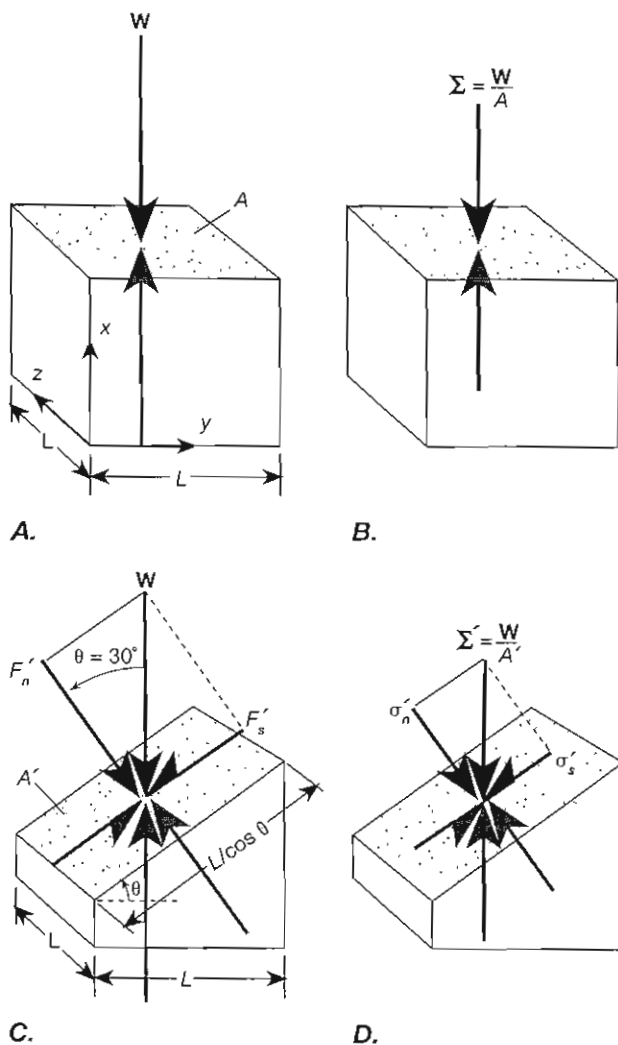 W
A
x
z
y
L
L
A.
Σ = W/A
B.
W
F′n
θ = 30°
F′s
A′
L/cos θ
θ
L
L
C.
Σ′ = W/A′
σ′n
σ′s
D.